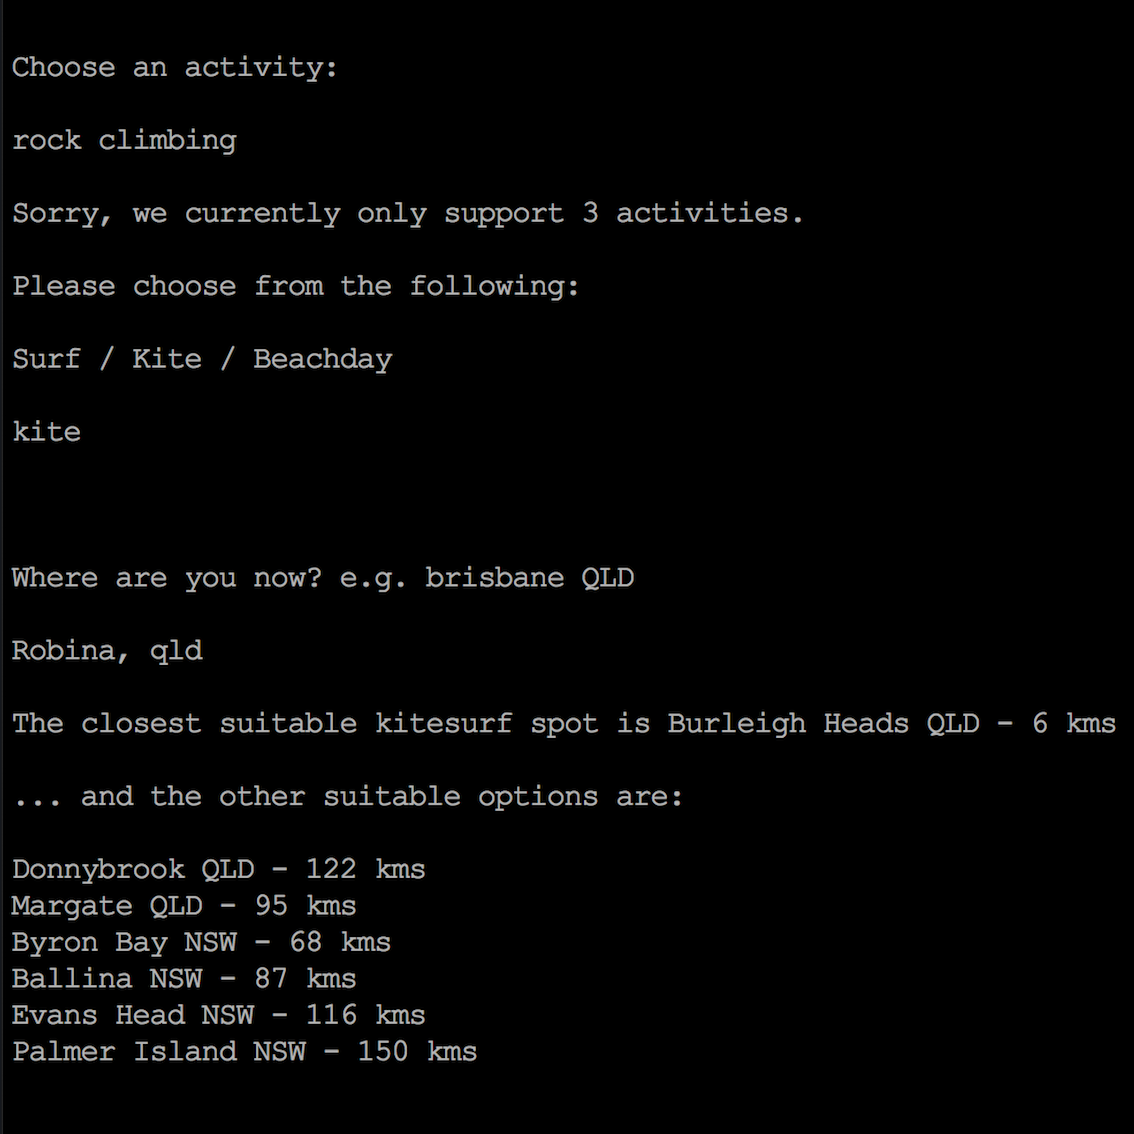 Choose an activity:
rock climbing
Sorry, we currently only support 3 activities.
Please choose from the following:
Surf / Kite / Beachday
kite
Where are you now? e.g. brisbane QLD
Robina, qld
The closest suitable kitesurf spot is Burleigh Heads QLD - 6 kms
... and the other suitable options are:
Donnybrook QLD - 122 kms
Margate QLD - 95 kms
Byron Bay NSW - 68 kms
Ballina NSW - 87 kms
Evans Head NSW - 116 kms
Palmer Island NSW - 150 kms